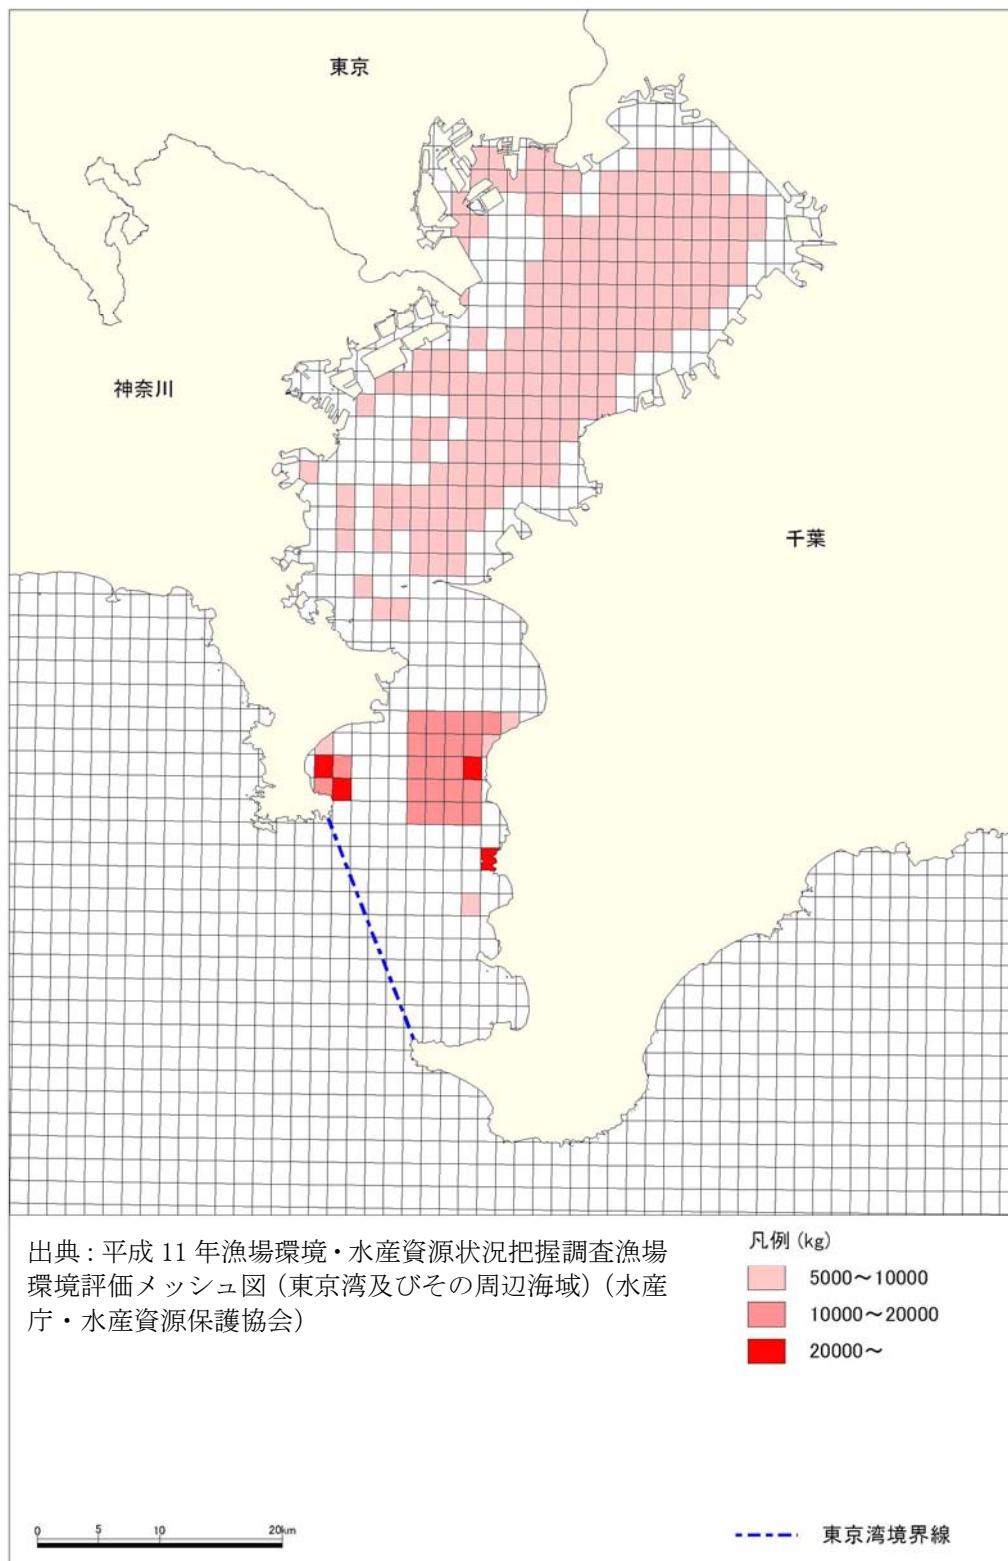 東京
神奈川
千葉
出典：平成 11 年漁場環境・水産資源状況把握調査漁場
環境評価メッシュ図（東京湾及びその周辺海域）（水産
庁・水産資源保護協会）
凡例 (kg)
5000～10000
10000～20000
20000～
0 5 10 20km
東京湾境界線